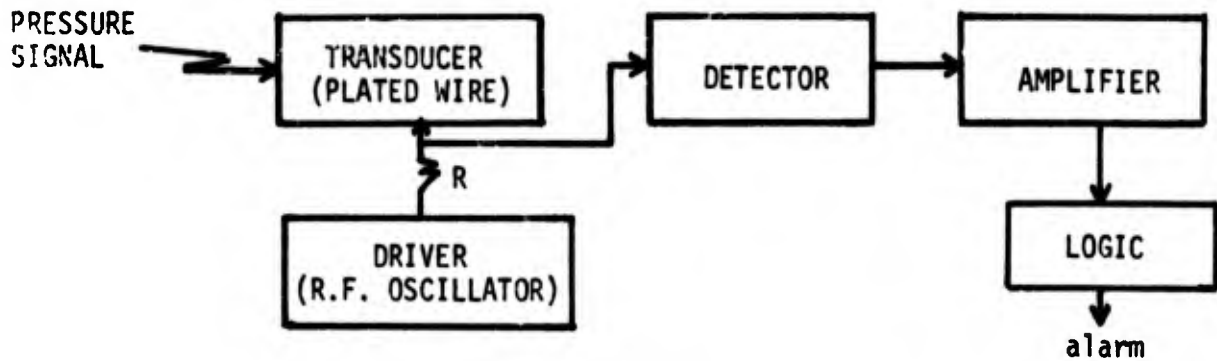 PRESSURE
SIGNAL
TRANSDUCER
(PLATED WIRE)
DETECTOR
AMPLIFIER
R
DRIVER
(R.F. OSCILLATOR)
LOGIC
alarm